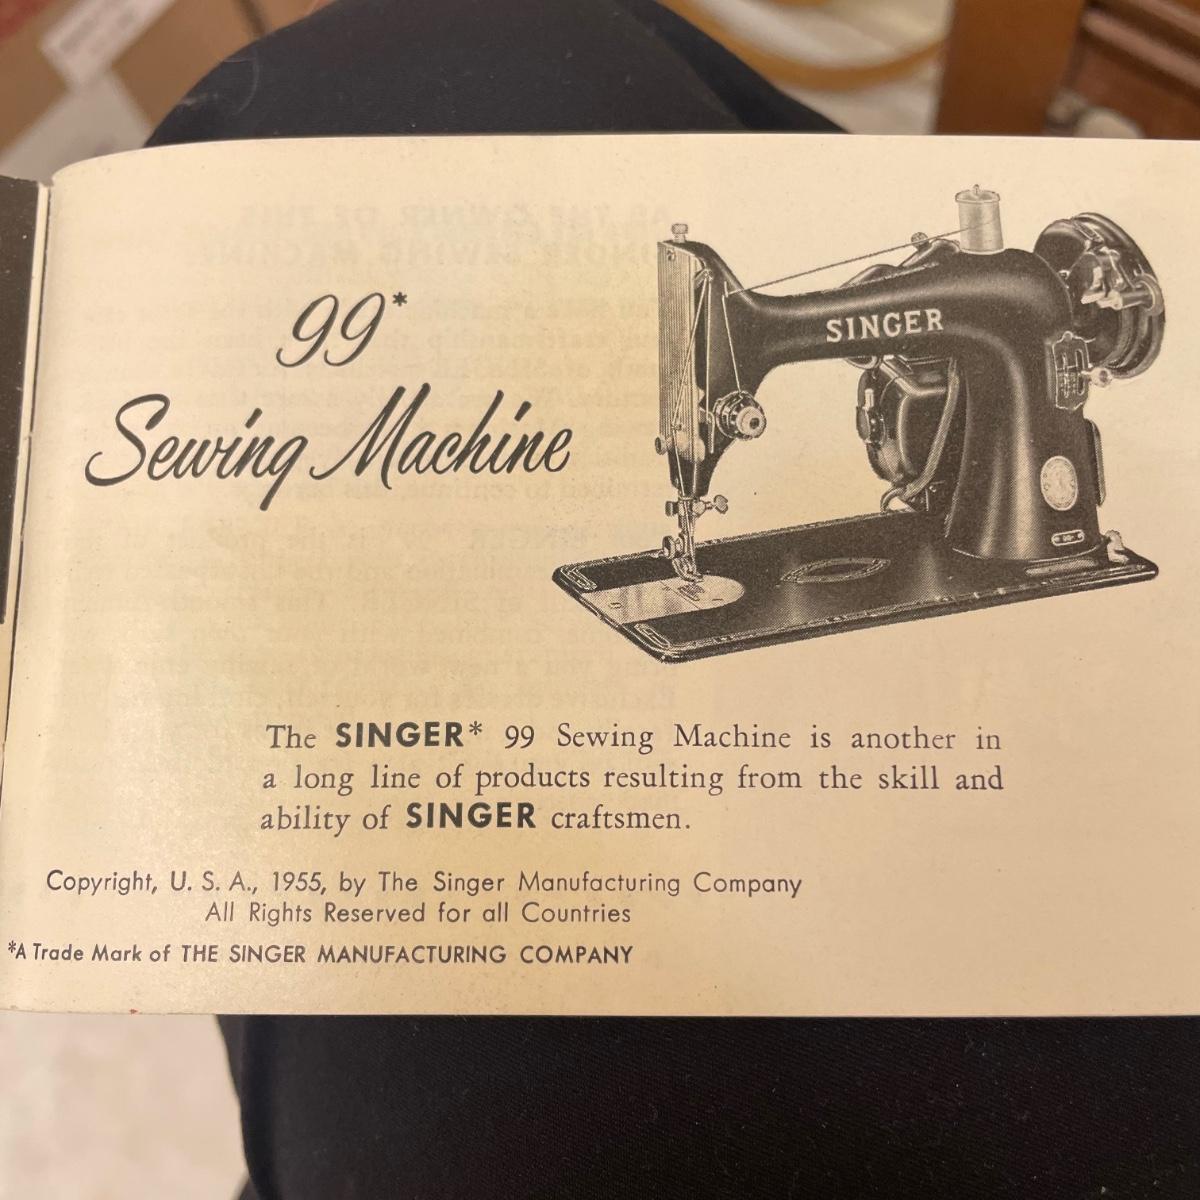 99*
Sewing Machine
SINGER
The SINGER* 99 Sewing Machine is another in
a long line of products resulting from the skill and
ability of SINGER craftsmen.
Copyright, U. S. A., 1955, by The Singer Manufacturing Company
All Rights Reserved for all Countries
*A Trade Mark of THE SINGER MANUFACTURING COMPANY